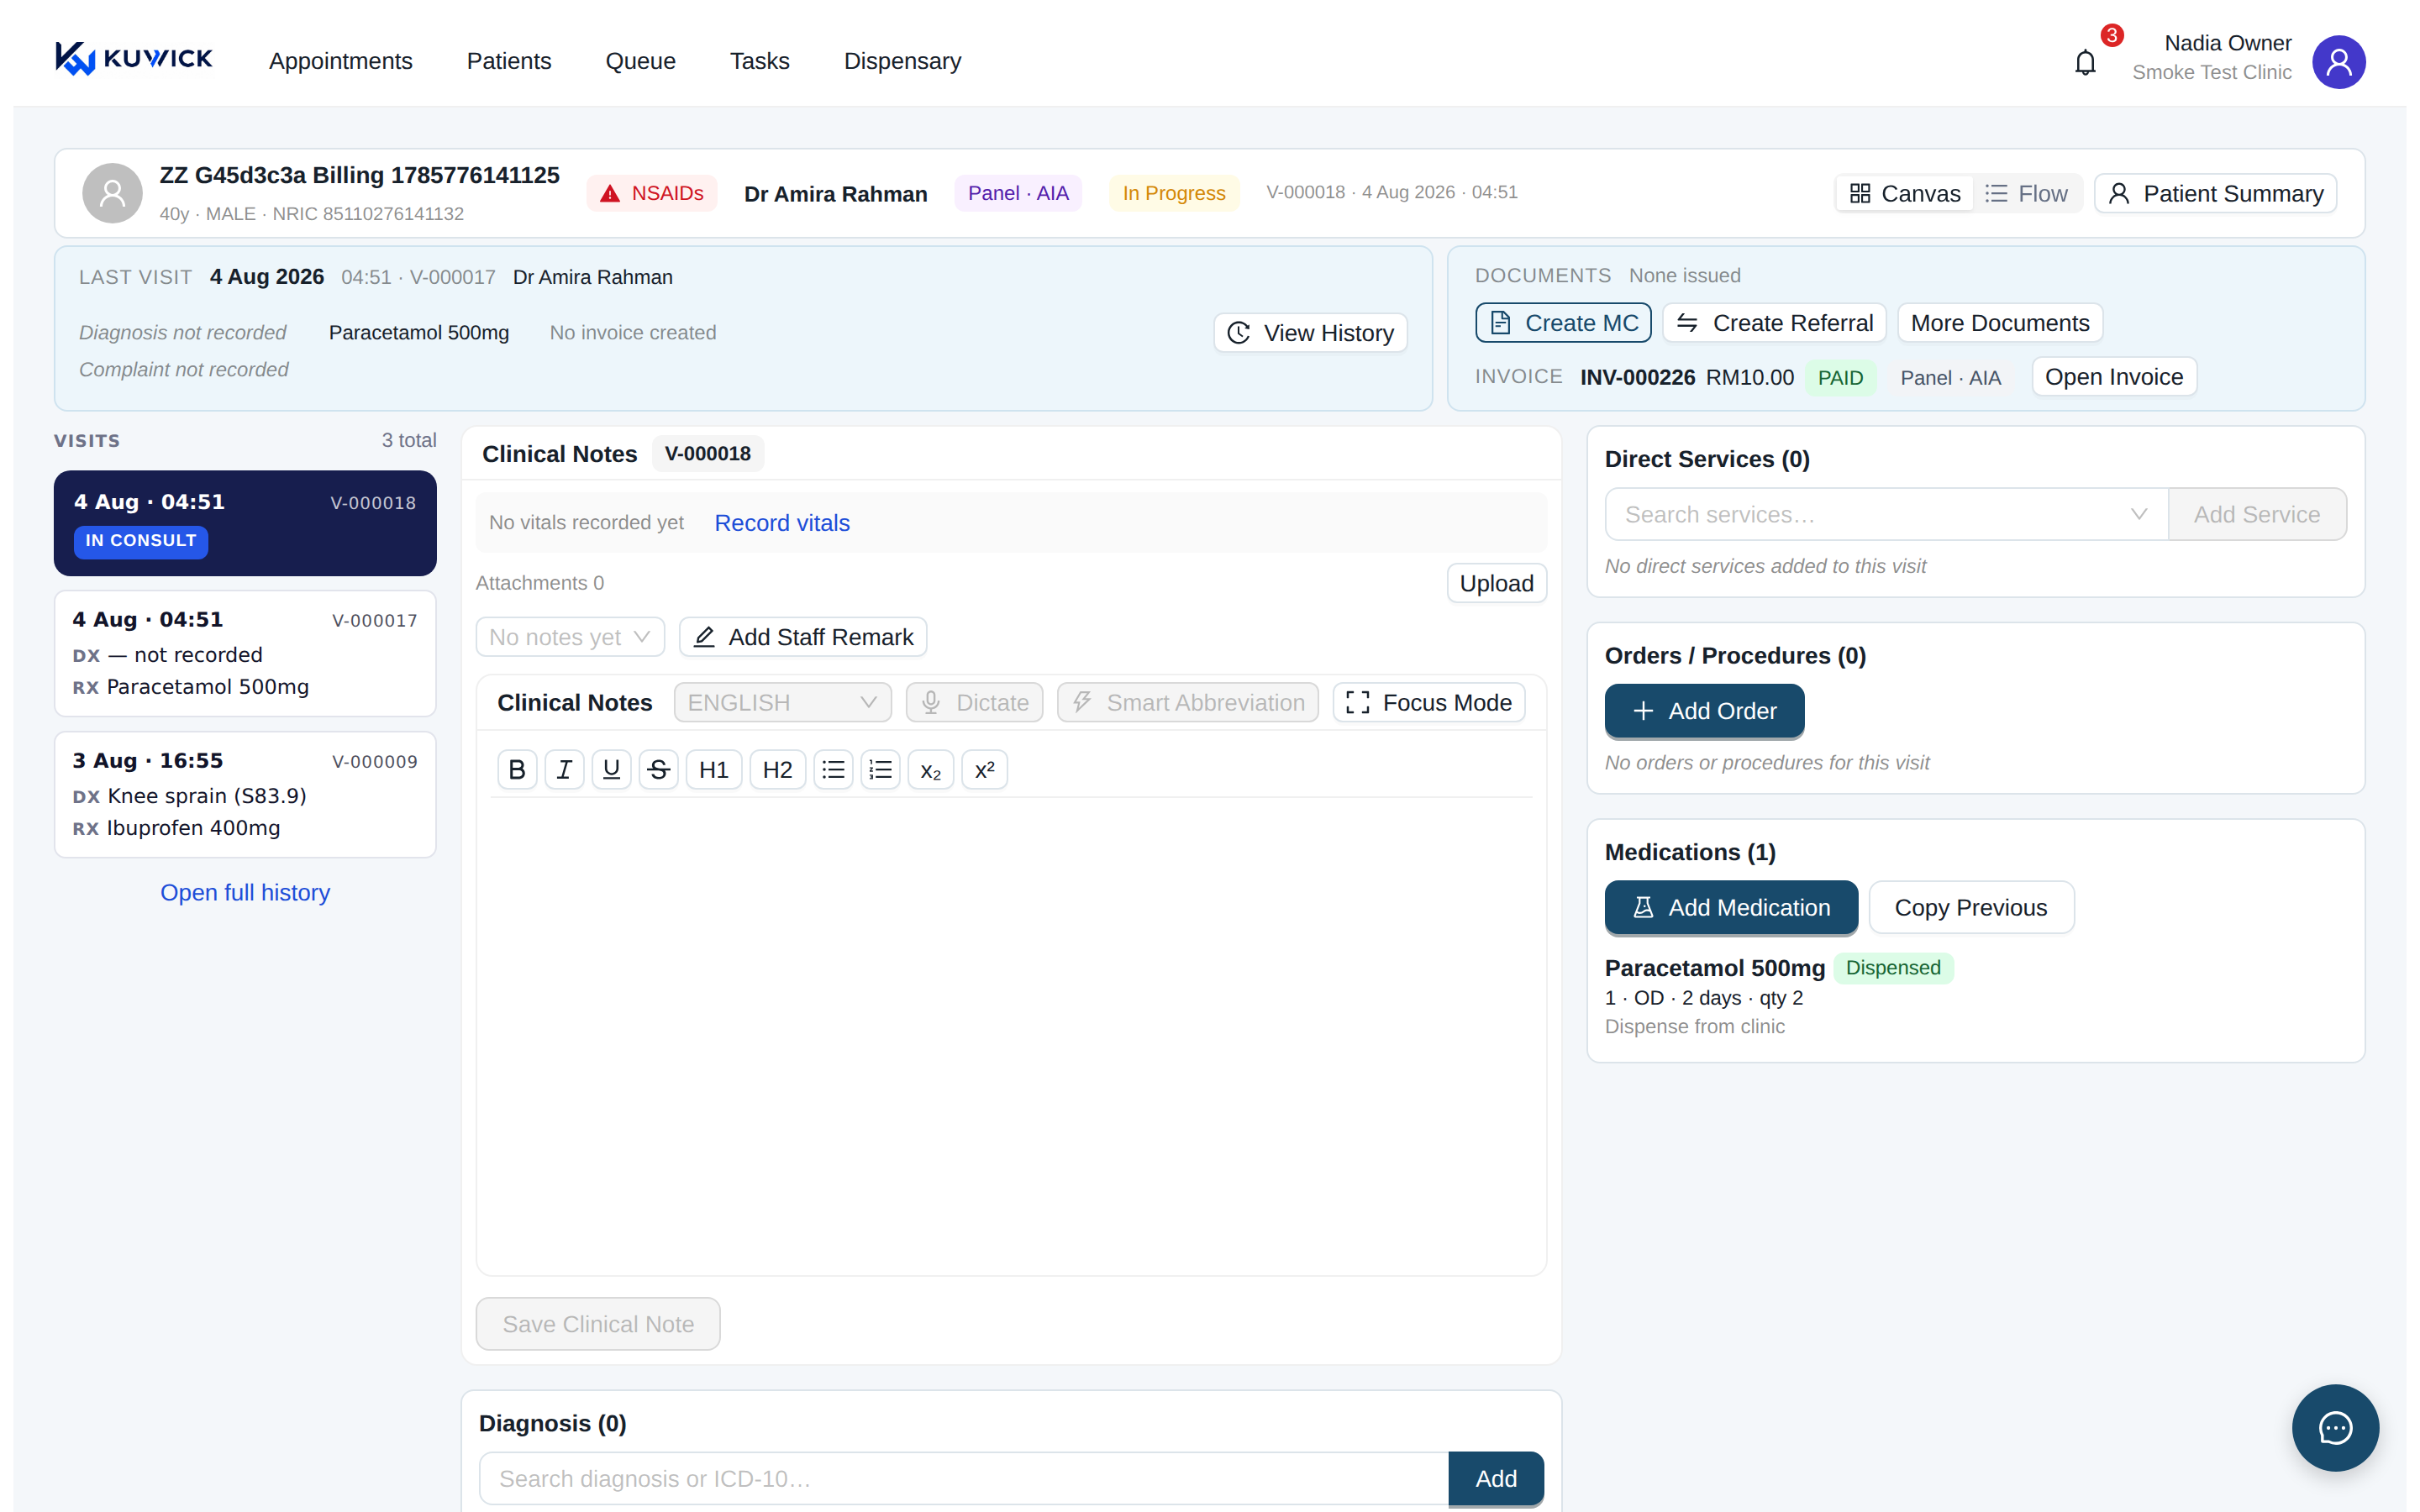 KUWICK
Appointments
Patients
Queue
Tasks
Dispensary
3
Nadia Owner
Smoke Test Clinic
ZZ G45d3c3a Billing 1785776141125
40y · MALE · NRIC 85110276141132
NSAIDs
Dr Amira Rahman
Panel · AIA
In Progress
V-000018 · 4 Aug 2026 · 04:51
Canvas
Flow
Patient Summary
LAST VISIT 4 Aug 2026 04:51 · V-000017 Dr Amira Rahman
Diagnosis not recorded Paracetamol 500mg No invoice created
Complaint not recorded
View History
DOCUMENTS None issued
Create MC
Create Referral
More Documents
INVOICE INV-000226 RM10.00 PAID Panel · AIA Open Invoice
VISITS 3 total
4 Aug · 04:51 V-000018
IN CONSULT
4 Aug · 04:51 V-000017
DX — not recorded
RX Paracetamol 500mg
3 Aug · 16:55 V-000009
DX Knee sprain (S83.9)
RX Ibuprofen 400mg
Open full history
Clinical Notes V-000018
No vitals recorded yet Record vitals
Attachments 0 Upload
No notes yet Add Staff Remark
Clinical Notes ENGLISH Dictate Smart Abbreviation Focus Mode
B I U S H1 H2 x₂ x²
Save Clinical Note
Diagnosis (0)
Search diagnosis or ICD-10… Add
Direct Services (0)
Search services… Add Service
No direct services added to this visit
Orders / Procedures (0)
Add Order
No orders or procedures for this visit
Medications (1)
Add Medication Copy Previous
Paracetamol 500mg Dispensed
1 · OD · 2 days · qty 2
Dispense from clinic